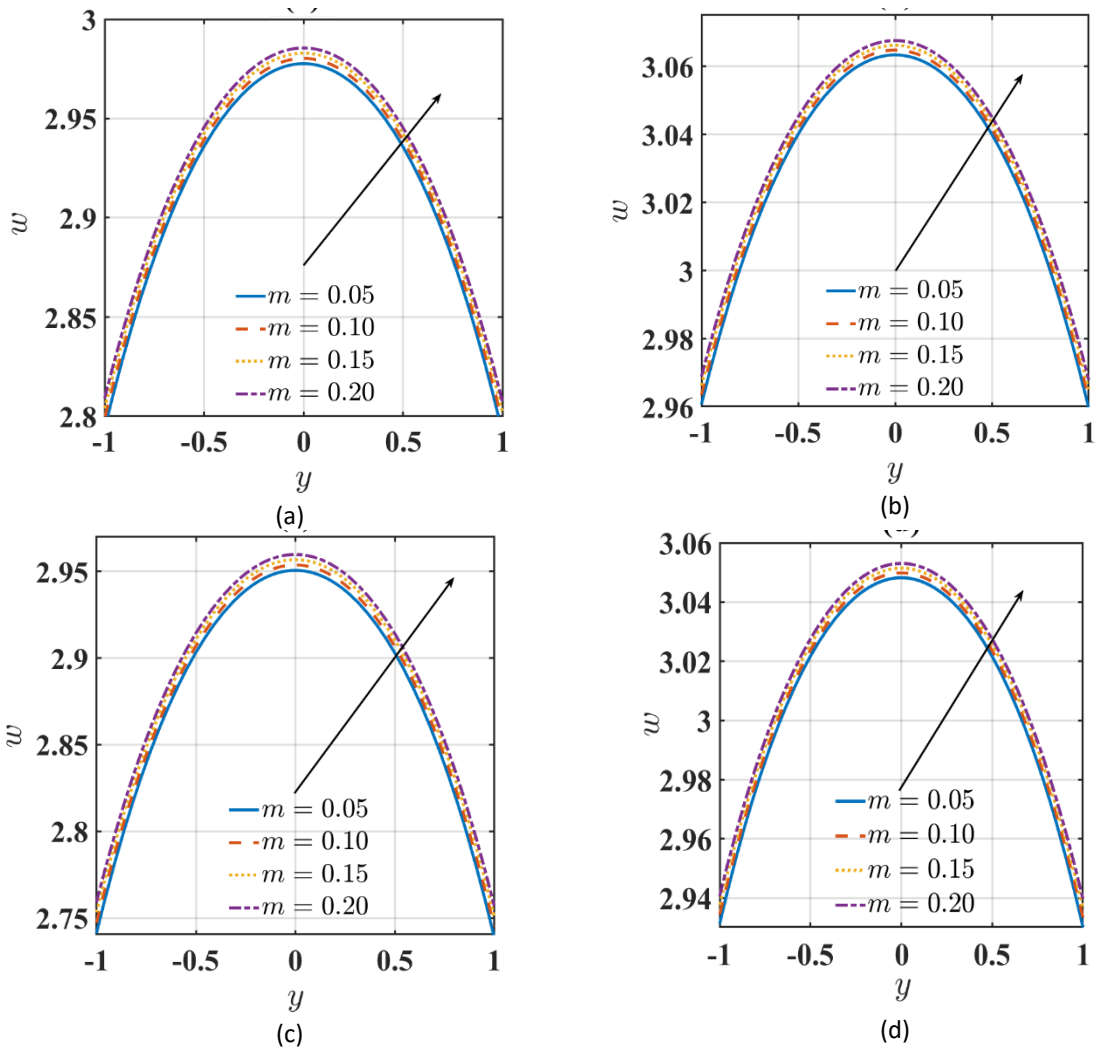 3
2.95
2.9
2.85
2.8
w
-1 -0.5 0 0.5 1
y
m = 0.05
m = 0.10
m = 0.15
m = 0.20
(a)
3.06
3.04
3.02
3
2.98
2.96
w
-1 -0.5 0 0.5 1
y
m = 0.05
m = 0.10
m = 0.15
m = 0.20
(b)
2.95
2.9
2.85
2.8
2.75
w
-1 -0.5 0 0.5 1
y
m = 0.05
m = 0.10
m = 0.15
m = 0.20
(c)
3.06
3.04
3.02
3
2.98
2.96
2.94
w
-1 -0.5 0 0.5 1
y
m = 0.05
m = 0.10
m = 0.15
m = 0.20
(d)